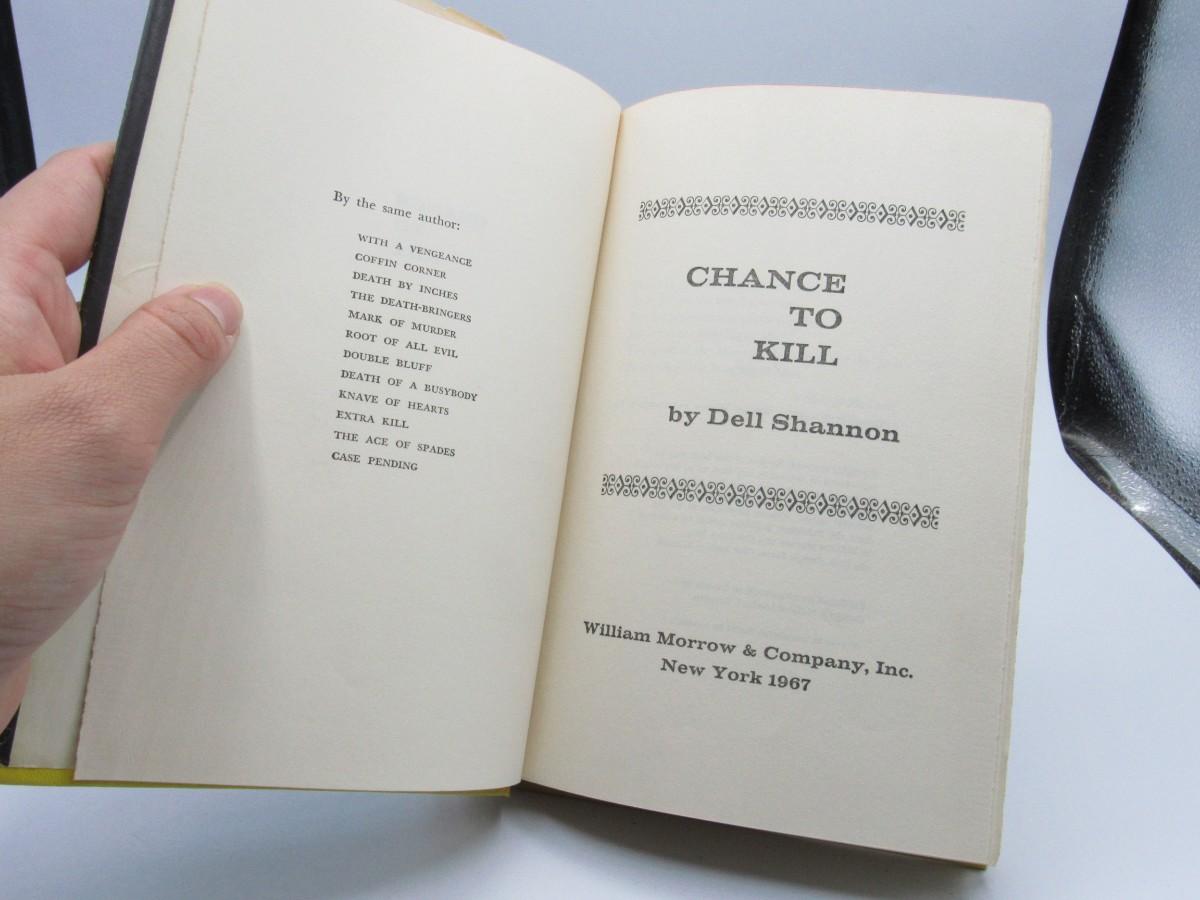 By the same author:
WITH A VENGEANCE
COFFIN CORNER
DEATH BY INCHES
THE DEATH-BRINGERS
MARK OF MURDER
ROOT OF ALL EVIL
DOUBLE BLUFF
DEATH OF A BUSYBODY
KNAVE OF HEARTS
EXTRA KILL
THE ACE OF SPADES
CASE PENDING
CHANCE
TO
KILL
by Dell Shannon
William Morrow & Company, Inc.
New York 1967